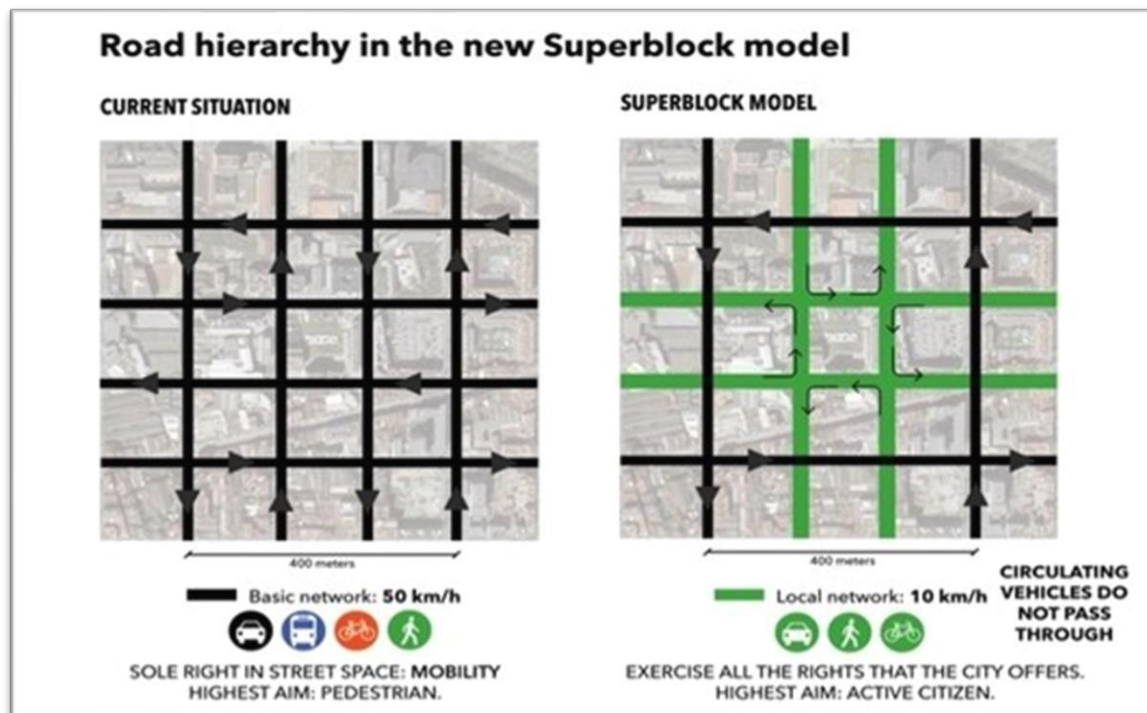 Road hierarchy in the new Superblock model
CURRENT SITUATION
400 meters
Basic network: 50 km/h
SOLE RIGHT IN STREET SPACE: MOBILITY
HIGHEST AIM: PEDESTRIAN.
SUPERBLOCK MODEL
400 meters
Local network: 10 km/h
CIRCULATING
VEHICLES DO
NOT PASS
THROUGH
EXERCISE ALL THE RIGHTS THAT THE CITY OFFERS.
HIGHEST AIM: ACTIVE CITIZEN.